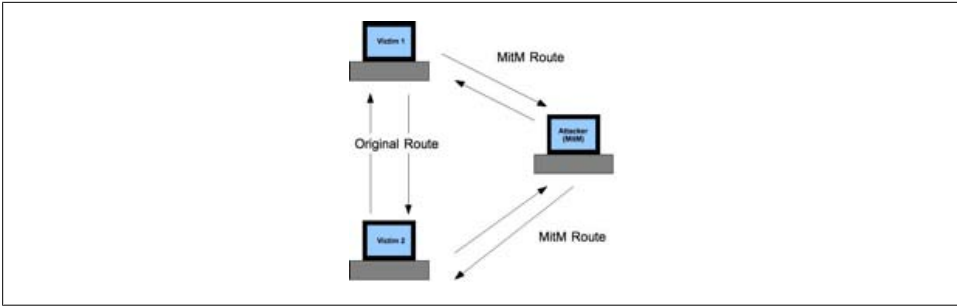 Victim 1
MitM Route
Attacker
(MitM)
Original Route
Victim 2
MitM Route